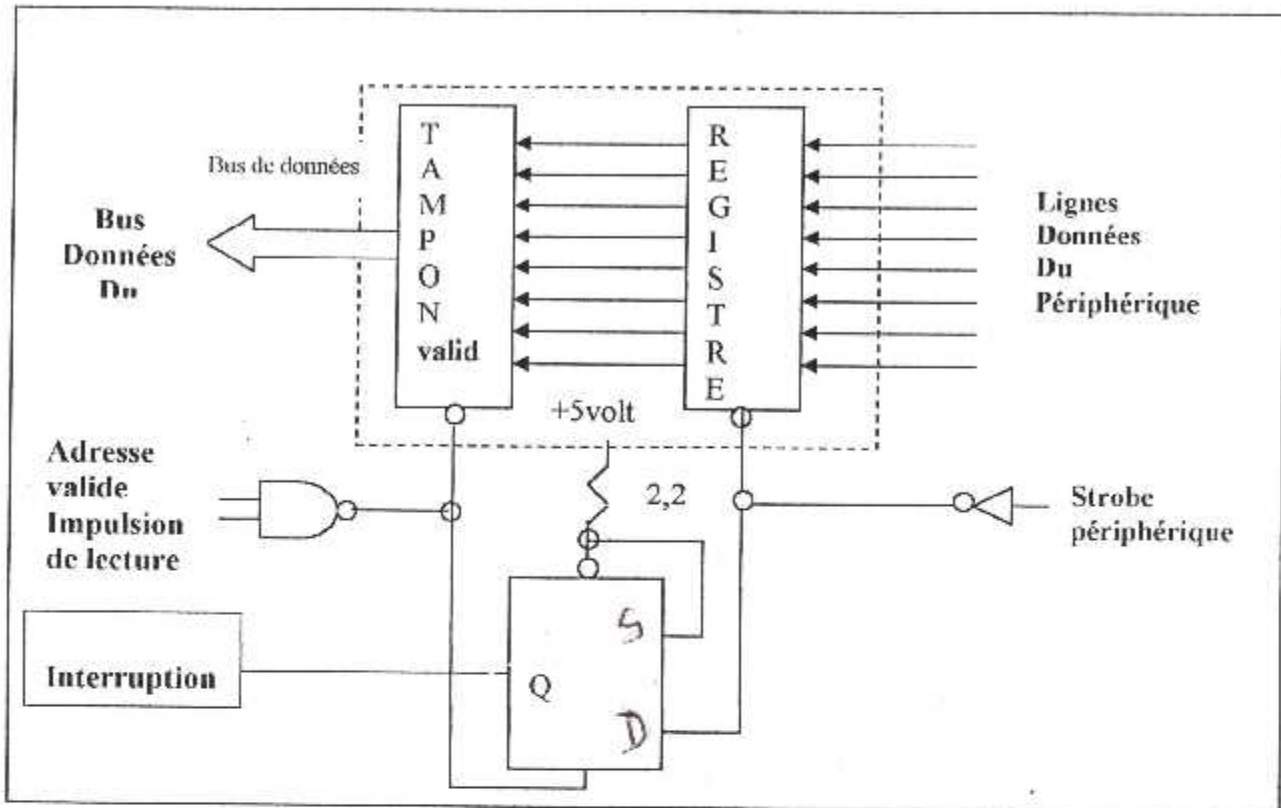 Bus de données
Bus
Données
Du
T
A
M
P
O
N
valid
R
E
G
I
S
T
R
E
Lignes
Données
Du
Périphérique
+5volt
2,2
Adresse
valide
Impulsion
de lecture
Strobe
périphérique
S
Q
D
Interruption